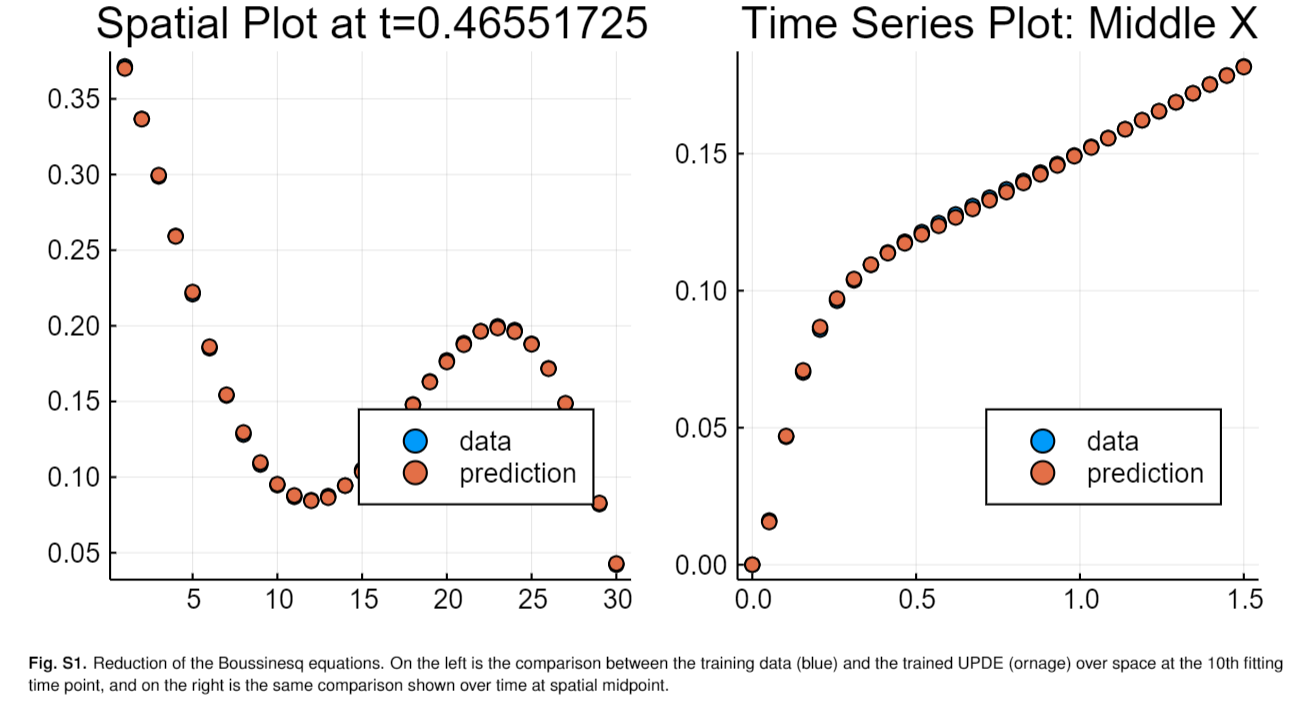 Spatial Plot at t=0.46551725
Time Series Plot: Middle X
0.35
0.30
0.25
0.20
0.15
0.10
0.05
5 10 15 20 25 30
data
prediction
0.15
0.10
0.05
0.00
0.0 0.5 1.0 1.5
data
prediction
Fig. S1. Reduction of the Boussinesq equations. On the left is the comparison between the training data (blue) and the trained UPDE (ornage) over space at the 10th fitting
time point, and on the right is the same comparison shown over time at spatial midpoint.